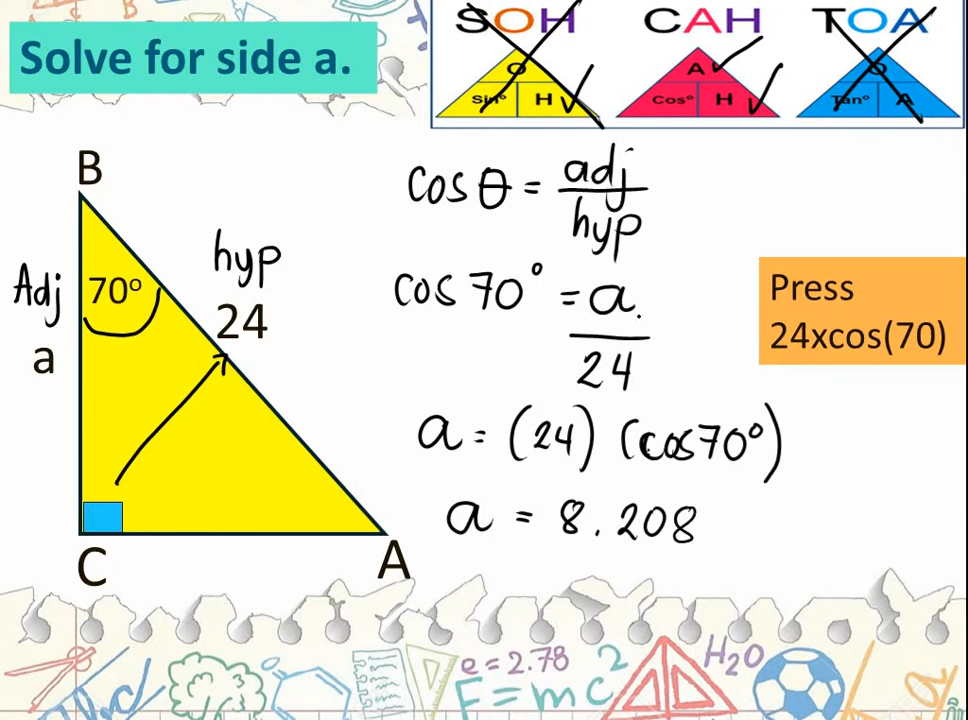 Solve for side a.
SOH CAH TOA
O
Sin° H
A
Cos° H
O
Tan° A
B
Adj
a
70°
hyp
24
C
A
cos θ = adj
hyp
cos 70° = a
24
a = (24) (cos70°)
a = 8.208
Press
24xcos(70)
e = 2.78
F = mc²
H₂O